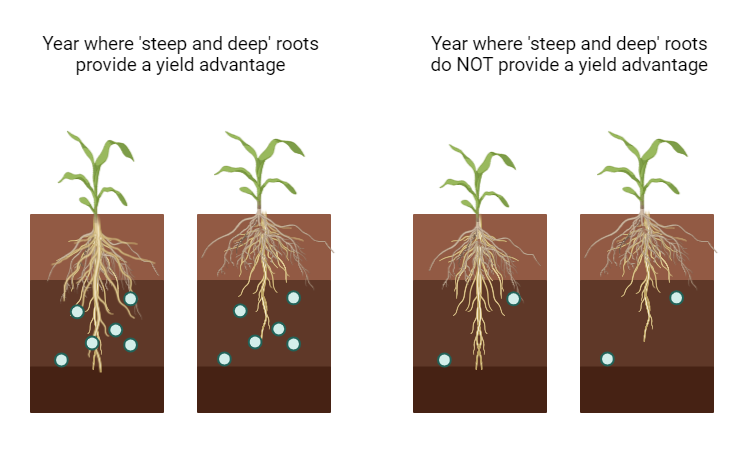 Year where 'steep and deep' roots
provide a yield advantage
Year where 'steep and deep' roots
do NOT provide a yield advantage